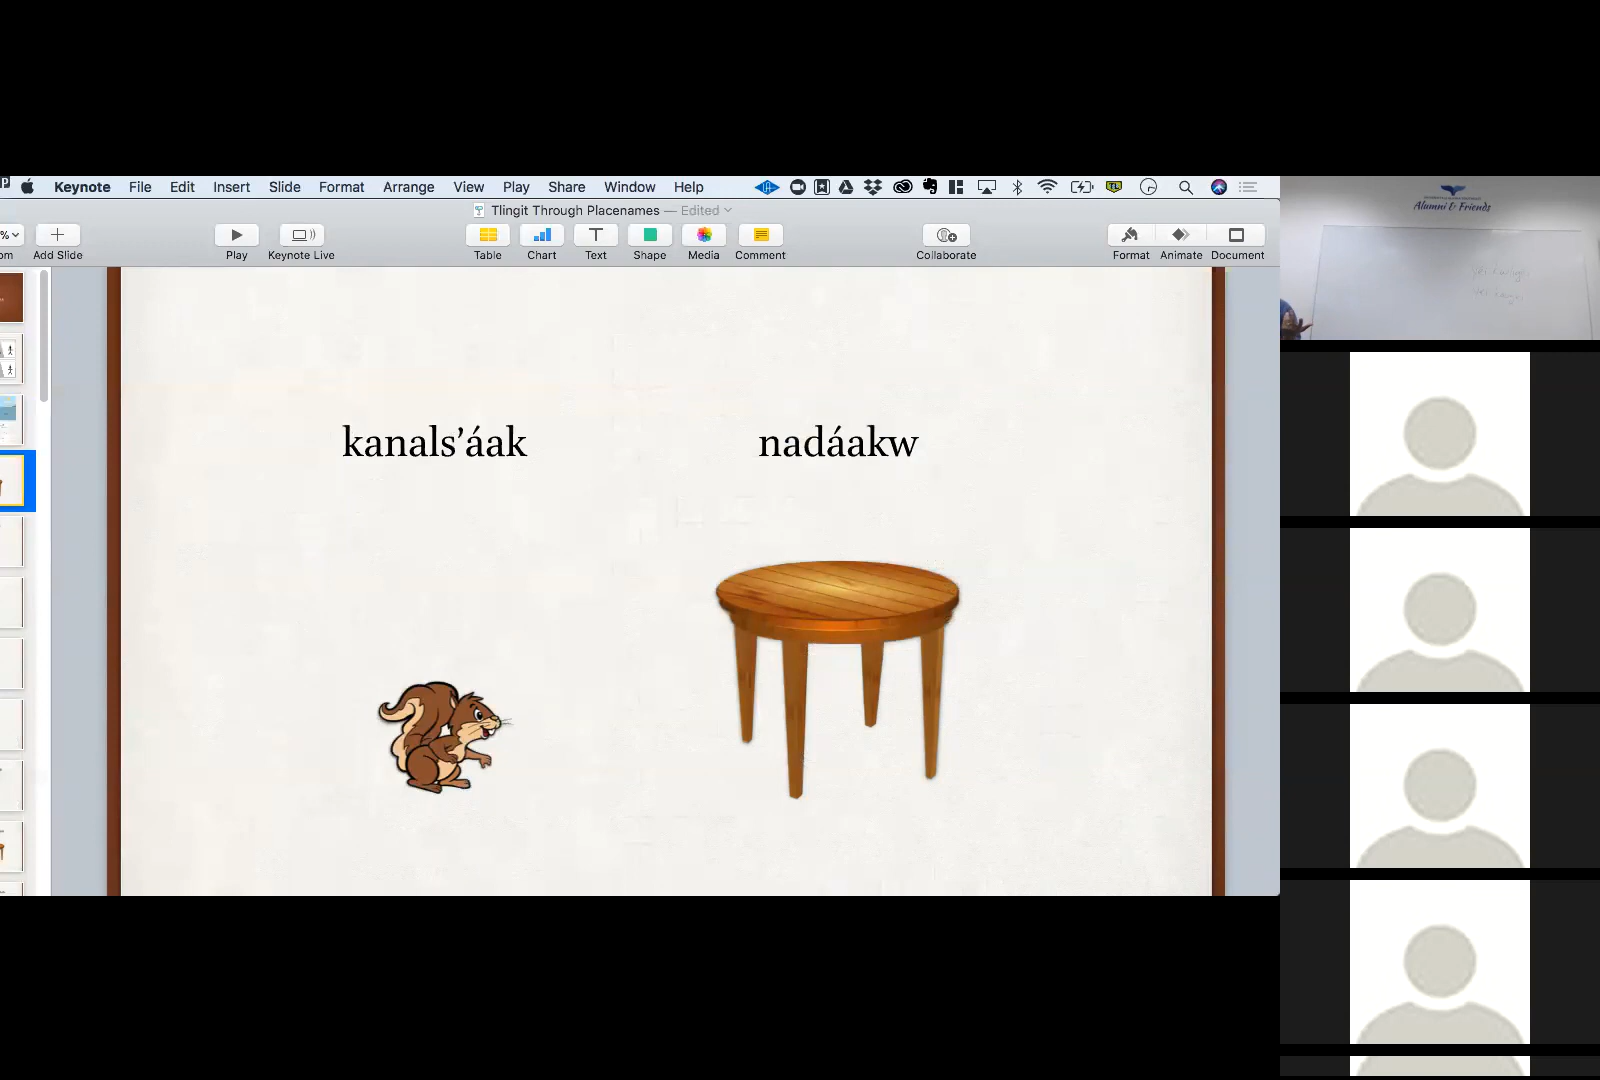 Keynote File Edit Insert Slide Format Arrange View Play Share Window Help
Tlingit Through Placenames — Edited
Add Slide Play Keynote Live Table Chart Text Shape Media Comment Collaborate Format Animate Document
kanals’áak nadáakw
Alumni & Friends